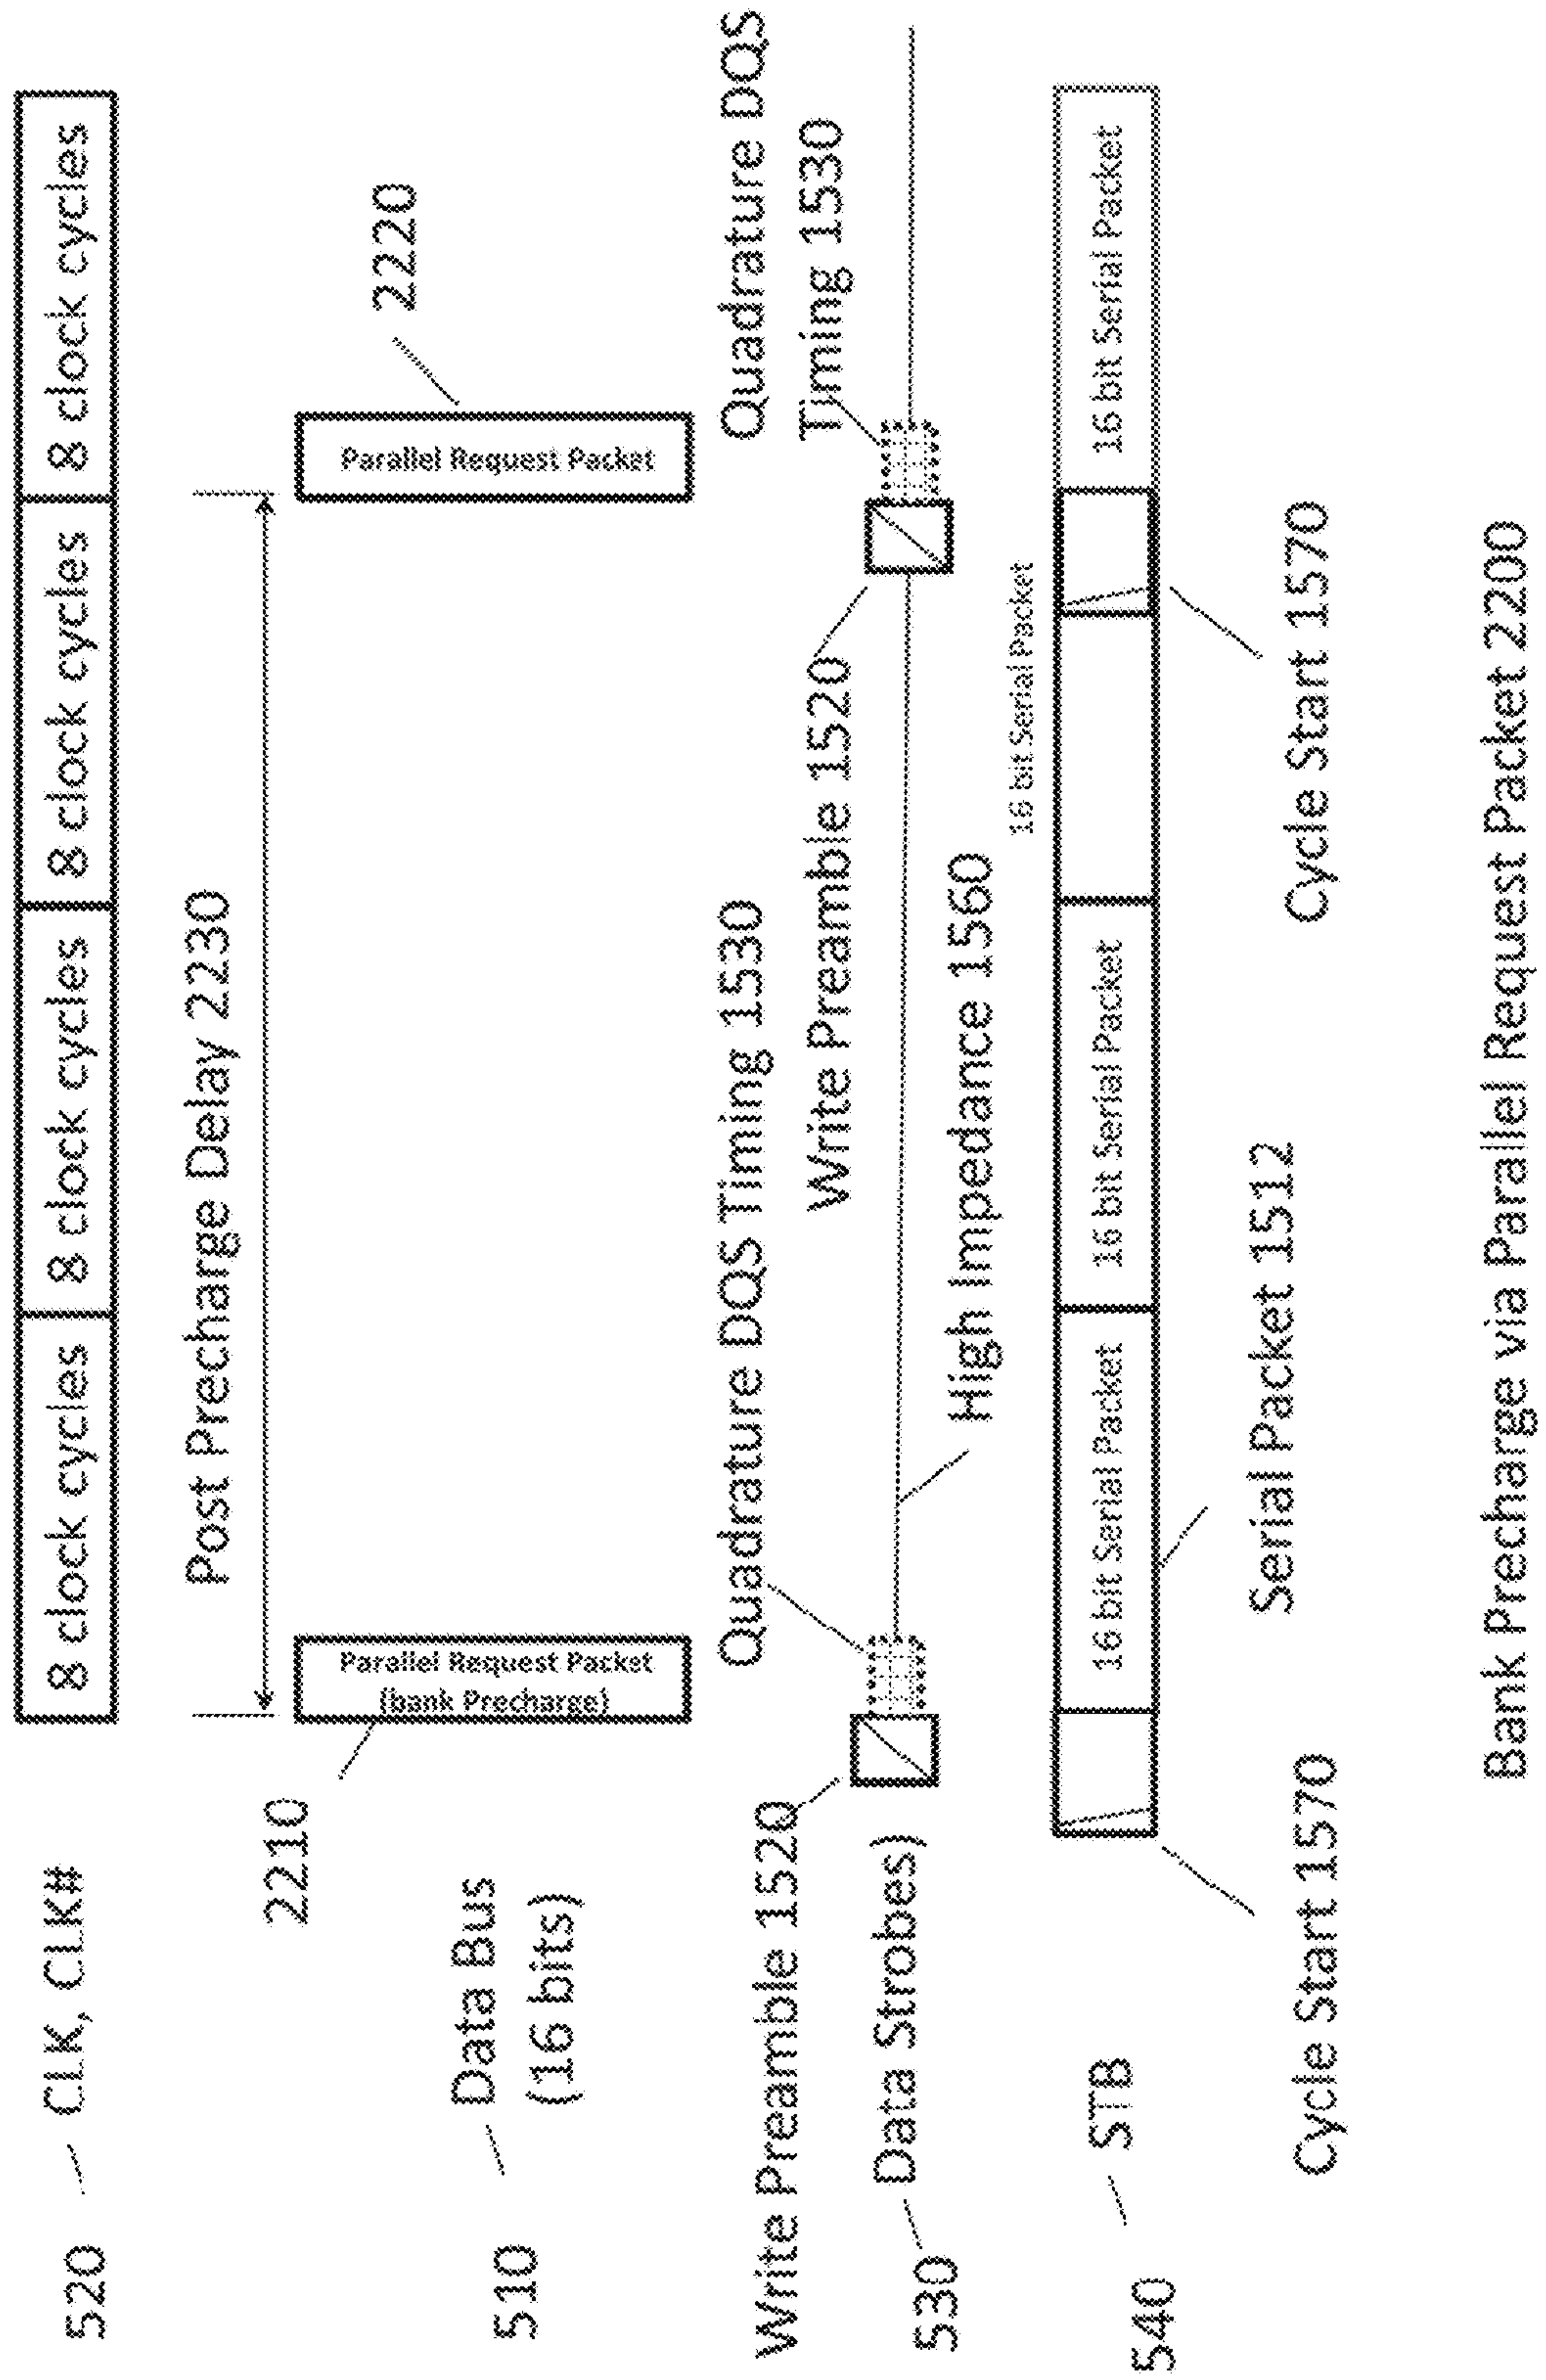 520
CLK, CLK#
8 clock cycles
8 clock cycles
8 clock cycles
8 clock cycles
Post Precharge Delay 2230
2210
2220
510
Data Bus
(16 bits)
Parallel Request Packet
(bank Precharge)
Parallel Request Packet
Write Preamble 1520
Quadrature DQS Timing 1530
Write Preamble 1520
Quadrature DQS
Timing 1530
530
Data Strobes)
High Impedance 1560
16 bit Serial Packet
540
STB
16 bit Serial Packet
16 bit Serial Packet
16 bit Serial Packet
Cycle Start 1570
Serial Packet 1512
Cycle Start 1570
Bank Precharge via Parallel Request Packet 2200